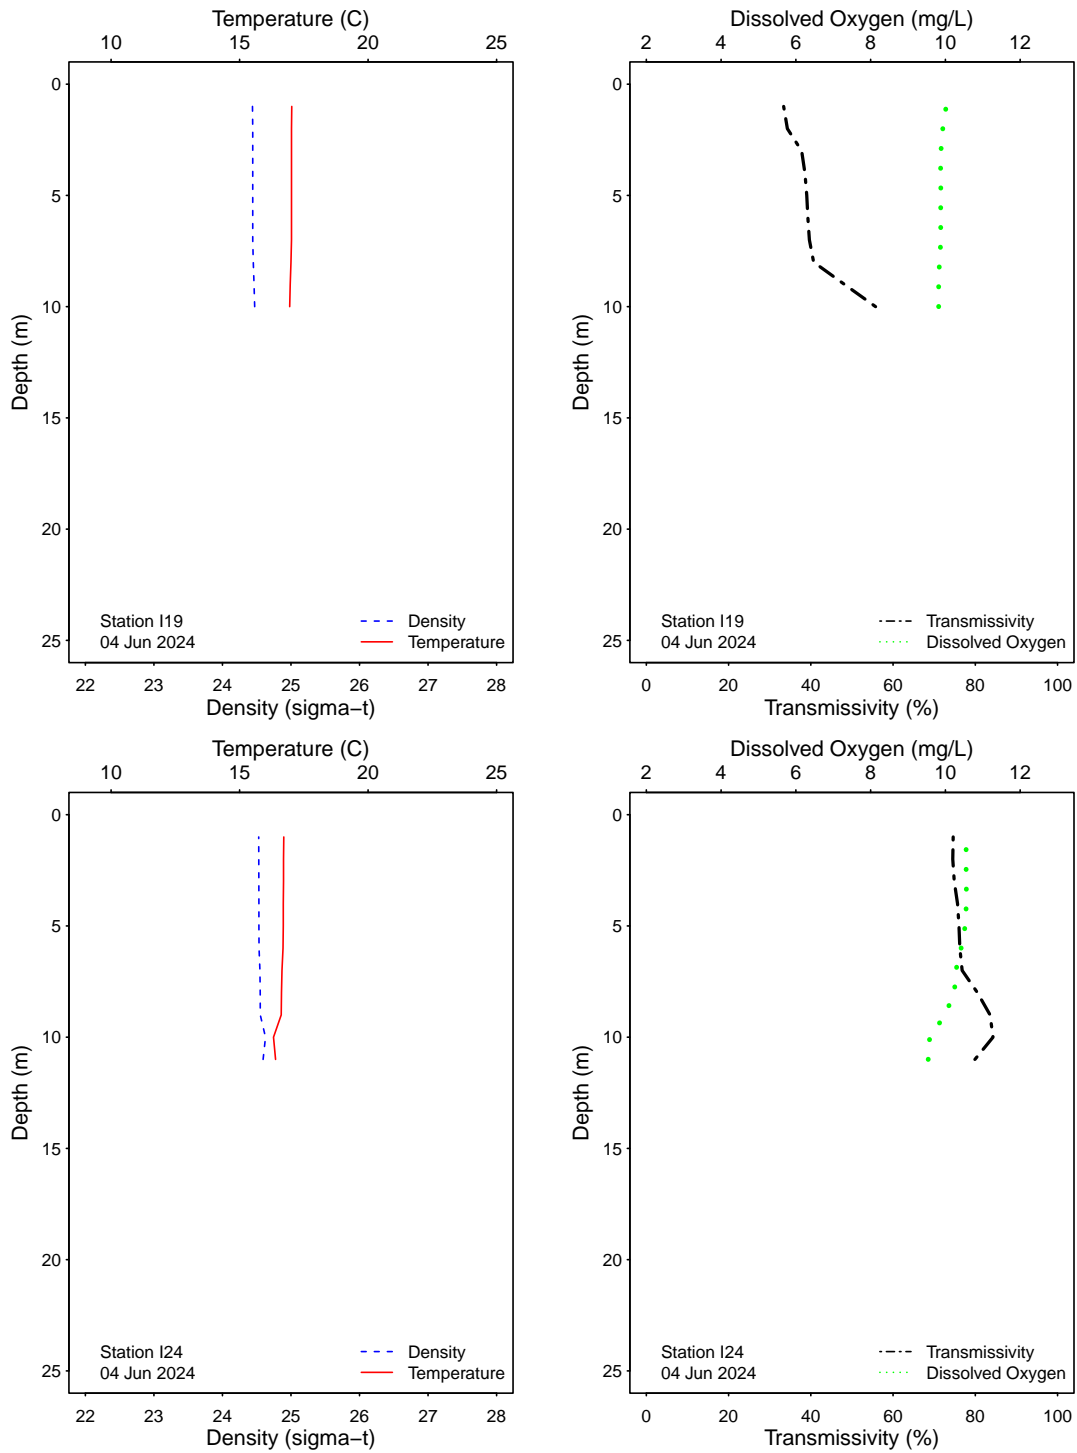 Temperature (C)
10 15 20 25
0
5
10
15
20
25
Depth (m)
Station I19
04 Jun 2024
Density
Temperature
22 23 24 25 26 27 28
Density (sigma−t)
Dissolved Oxygen (mg/L)
2 4 6 8 10 12
0
5
10
15
20
25
Depth (m)
Station I19
04 Jun 2024
Transmissivity
Dissolved Oxygen
0 20 40 60 80 100
Transmissivity (%)
Temperature (C)
10 15 20 25
0
5
10
15
20
25
Depth (m)
Station I24
04 Jun 2024
Density
Temperature
22 23 24 25 26 27 28
Density (sigma−t)
Dissolved Oxygen (mg/L)
2 4 6 8 10 12
0
5
10
15
20
25
Depth (m)
Station I24
04 Jun 2024
Transmissivity
Dissolved Oxygen
0 20 40 60 80 100
Transmissivity (%)